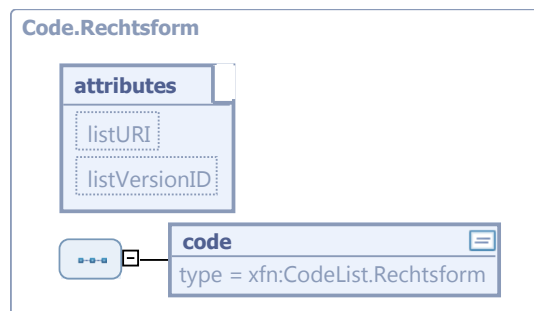 Code.Rechtsform
attributes
listURI
listVersionID
code
type = xfn:CodeList.Rechtsform